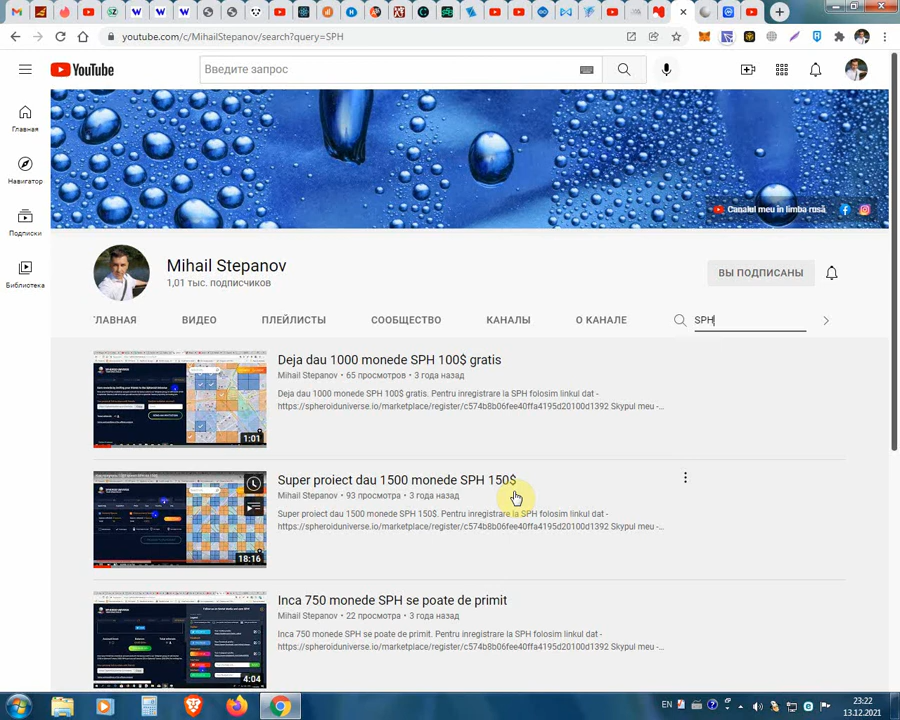 youtube.com/c/MihailStepanov/search?query=SPH
YouTube
Введите запрос
Главная
Навигатор
Подписки
Библиотека
Canalul meu în limba rusă
Mihail Stepanov
1,01 тыс. подписчиков
ВЫ ПОДПИСАНЫ
ГЛАВНАЯ ВИДЕО ПЛЕЙЛИСТЫ СООБЩЕСТВО КАНАЛЫ О КАНАЛЕ SPH
Deja dau 1000 monede SPH 100$ gratis
Mihail Stepanov • 65 просмотров • 3 года назад
Deja dau 1000 monede SPH 100$ gratis. Pentru inregistrare la SPH folosim linkul dat -
https://spheroiduniverse.io/marketplace/register/c574b8b06fee40ffa4195d20100d1392 Skypul meu -...
1:01
Super proiect dau 1500 monede SPH 150$
Mihail Stepanov • 93 просмотра • 3 года назад
Super proiect dau 1500 monede SPH 150$. Pentru inregistrare la SPH folosim linkul dat -
https://spheroiduniverse.io/marketplace/register/c574b8b06fee40ffa4195d20100d1392 Skypul meu -...
18:16
Inca 750 monede SPH se poate de primit
Mihail Stepanov • 22 просмотра • 3 года назад
Inca 750 monede SPH se poate de primit. Pentru inregistrare la SPH folosim linkul dat -
https://spheroiduniverse.io/marketplace/register/c574b8b06fee40ffa4195d20100d1392 Skypul meu -...
4:04
EN
23:22
13.12.2021